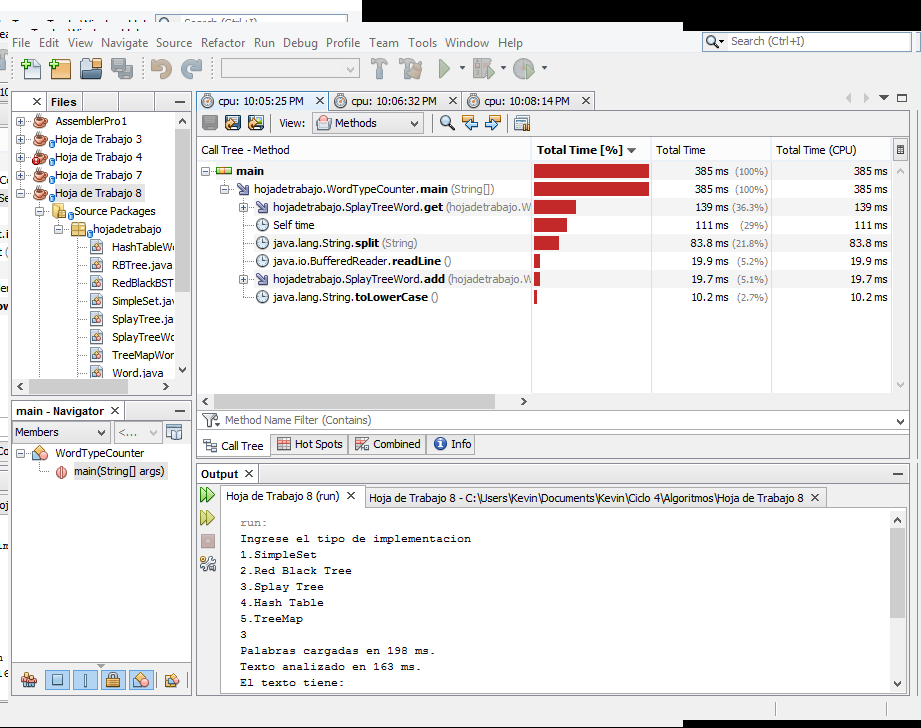 Search (Ctrl+I)
File Edit View Navigate Source Refactor Run Debug Profile Team Tools Window Help
Search (Ctrl+I)
Files
AssemblerPro1
Hoja de Trabajo 3
Hoja de Trabajo 4
Hoja de Trabajo 7
Hoja de Trabajo 8
Source Packages
hojadetrabajo
HashTableWo
RBTree.java
RedBlackBST
SimpleSet.jav
SplayTree.ja
SplayTreeWo
TreeMapWor
Word.java
main - Navigator
Members <...
WordTypeCounter
main(String[] args)
cpu: 10:05:25 PM cpu: 10:06:32 PM cpu: 10:08:14 PM
View: Methods
Call Tree - Method Total Time [%] Total Time Total Time (CPU)
main 385 ms (100%) 385 ms
hojadetrabajo.WordTypeCounter.main (String[]) 385 ms (100%) 385 ms
hojadetrabajo.SplayTreeWord.get (hojadetrabajo.W 139 ms (36.3%) 139 ms
Self time 111 ms (29%) 111 ms
java.lang.String.split (String) 83.8 ms (21.8%) 83.8 ms
java.io.BufferedReader.readLine () 19.9 ms (5.2%) 19.9 ms
hojadetrabajo.SplayTreeWord.add (hojadetrabajo.W 19.7 ms (5.1%) 19.7 ms
java.lang.String.toLowerCase () 10.2 ms (2.7%) 10.2 ms
Method Name Filter (Contains)
Call Tree Hot Spots Combined Info
Output
Hoja de Trabajo 8 (run) Hoja de Trabajo 8 - C:\Users\Kevin\Documents\Kevin\Ciclo 4\Algoritmos\Hoja de Trabajo 8
run:
Ingrese el tipo de implementacion
1.SimpleSet
2.Red Black Tree
3.Splay Tree
4.Hash Table
5.TreeMap
3
Palabras cargadas en 198 ms.
Texto analizado en 163 ms.
El texto tiene: